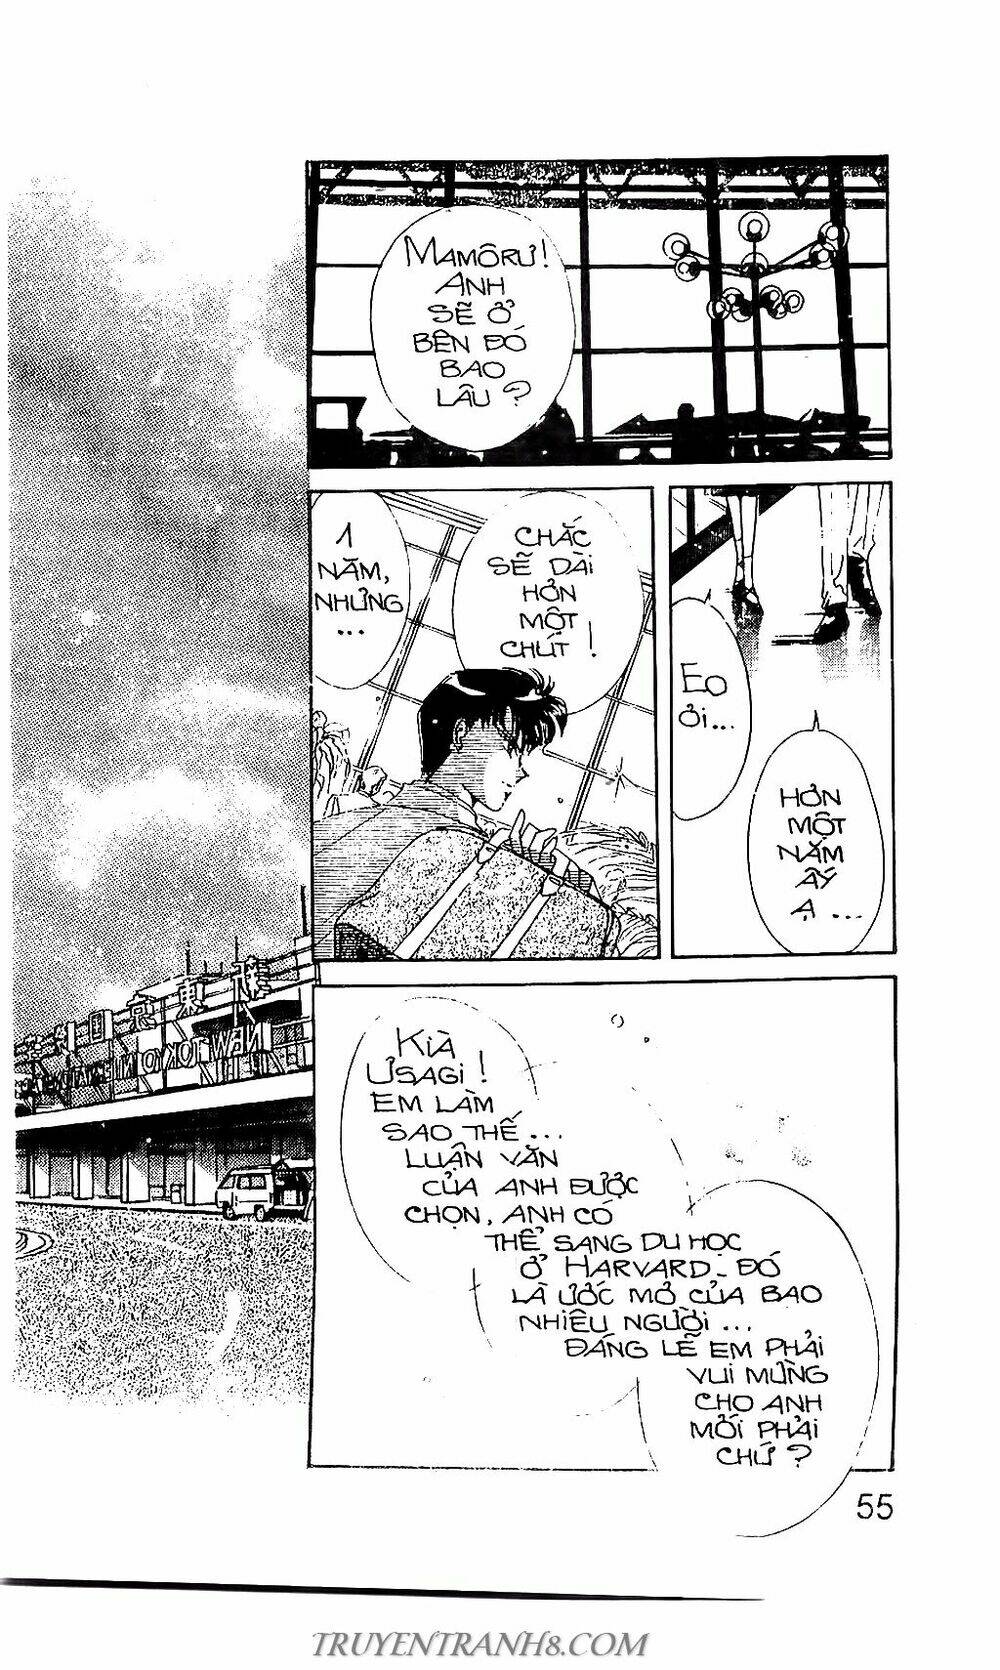 MAMÔRƯ!
ANH
SẼ Ở
BÊN ĐÓ
BAO
LÂU?
1
NĂM,
NHƯNG
...
CHẮC
SẼ DÀI
HƠN
MỘT
CHÚT!
EO
ÔI...
HƠN
MỘT
NĂM
ẤY
Ạ...
KÌA
ƯSAGI!
EM LÀM
SAO THẾ...
LUẬN VĂN
CỦA ANH ĐƯỢC
CHỌN, ANH CÓ
THỂ SANG DU HỌC
Ở HARVARD. ĐÓ
LÀ ƯỚC MƠ CỦA BAO
NHIÊU NGƯỜI...
ĐÁNG LẼ EM PHẢI
VUI MỪNG
CHO ANH
MỚI PHẢI
CHỨ?
55
TRUYENTRANH8.COM